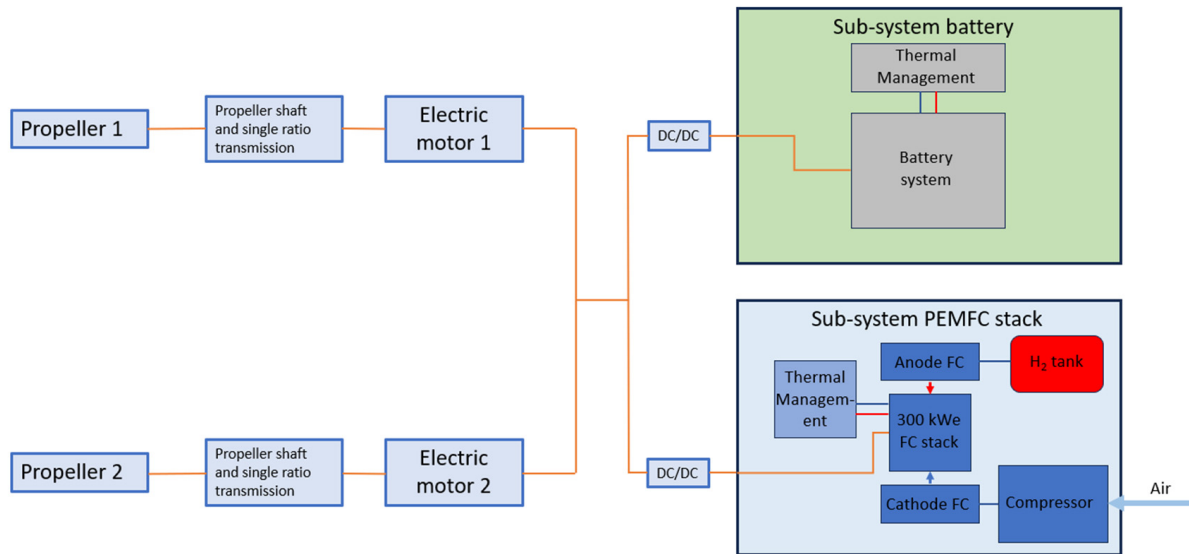 Sub-system battery
Thermal
Management
Battery
system
DC/DC
Propeller 1
Propeller shaft
and single ratio
transmission
Electric
motor 1
Sub-system PEMFC stack
Anode FC
H₂ tank
Thermal
Managem-
ent
300 kWe
FC stack
DC/DC
Cathode FC
Compressor
Air
Propeller 2
Propeller shaft
and single ratio
transmission
Electric
motor 2